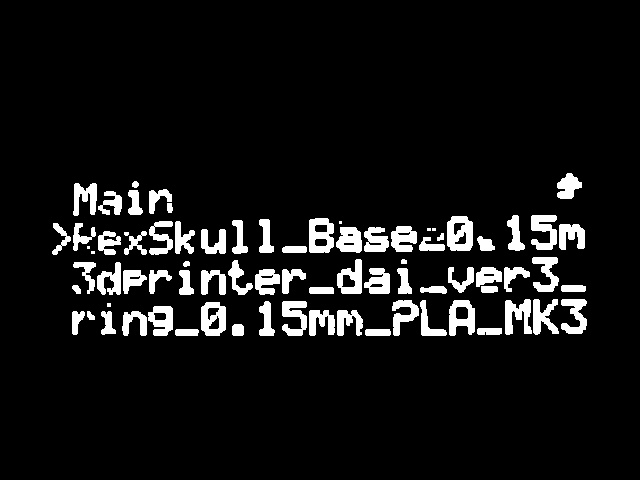 Main
>RexSkull_Base_0.15m
3dprinter_dai_ver3_
ring_0.15mm_PLA_MK3